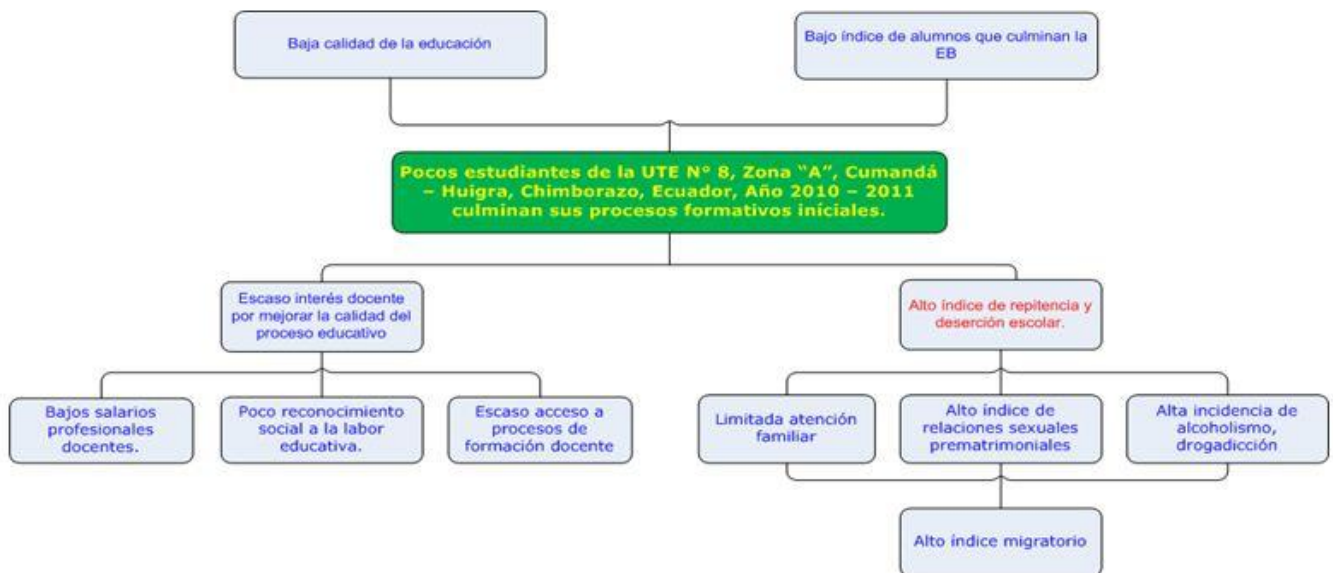 Baja calidad de la educación
Bajo índice de alumnos que culminan la
EB
Pocos estudiantes de la UTE N° 8, Zona “A”, Cumandá
– Huigra, Chimborazo, Ecuador, Año 2010 – 2011
culminan sus procesos formativos iníciales.
Escaso interés docente
por mejorar la calidad del
proceso educativo
Alto índice de repitencia y
deserción escolar.
Bajos salarios
profesionales
docentes.
Poco reconocimiento
social a la labor
educativa.
Escaso acceso a
procesos de
formación docente
Limitada atención
familiar
Alto índice de
relaciones sexuales
prematrimoniales
Alta incidencia de
alcoholismo,
drogadicción
Alto índice migratorio